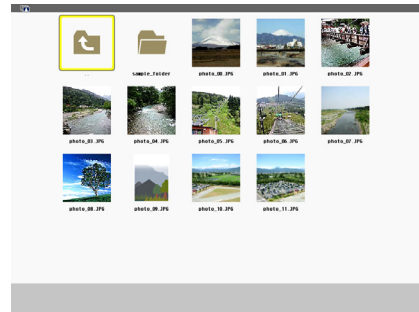 ...
sample_folder
photo_00.JPG
photo_01.JPG
photo_02.JPG
photo_03.JPG
photo_04.JPG
photo_05.JPG
photo_06.JPG
photo_07.JPG
photo_08.JPG
photo_09.JPG
photo_10.JPG
photo_11.JPG